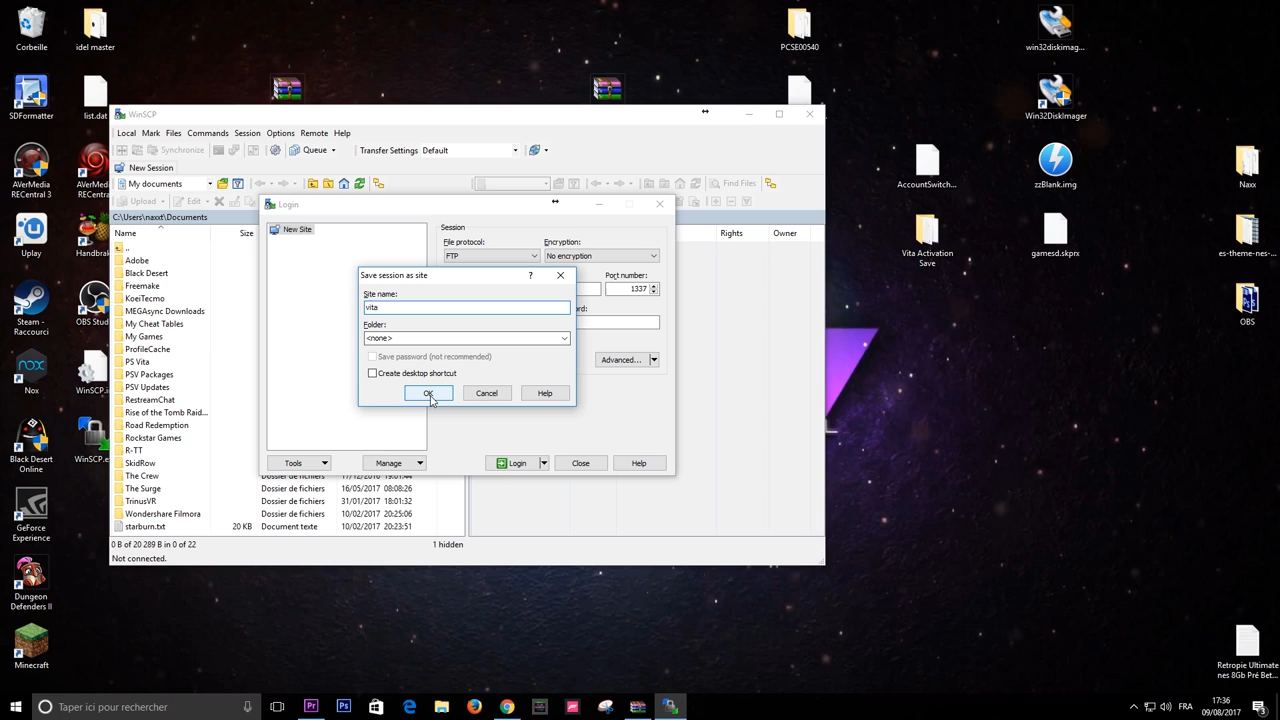 Corbeille
idel master
PCSE00540
win32diskimag...
SDFormatter
list.dat
Win32DiskImager
WinSCP
Local Mark Files Commands Session Options Remote Help
Synchronize
Queue
Transfer Settings Default
New Session
My documents
Find Files
Upload
Edit
C:\Users\naxxt\Documents
Name Size
Rights Owner
Login
New Site
Session
File protocol:
Encryption:
FTP
No encryption
Port number:
1337
Advanced...
Save session as site
?
Site name:
vita
Folder:
<none>
Save password (not recommended)
Create desktop shortcut
OK
Cancel
Help
Tools
Manage
Login
Close
Help
..
Adobe
Black Desert
Freemake
KoeiTecmo
MEGAsync Downloads
My Cheat Tables
My Games
ProfileCache
PS Vita
PSV Packages
PSV Updates
RestreamChat
Rise of the Tomb Raid...
Road Redemption
Rockstar Games
R-TT
SkidRow
The Crew
The Surge Dossier de fichiers 16/05/2017 08:08:26
TrinusVR Dossier de fichiers 31/01/2017 18:01:32
Wondershare Filmora Dossier de fichiers 10/02/2017 20:25:06
starburn.txt 20 KB Document texte 10/02/2017 20:23:51
0 B of 20 289 B in 0 of 22
1 hidden
Not connected.
AVerMedia
RECentral 3
AVerM
RECentr
AccountSwitch...
zzBlank.img
Naxx
Uplay
Handbrak
Vita Activation
Save
gamesd.skprx
es-theme-nes-...
Steam -
Raccourci
OBS Studi
OBS
Nox
WinSCP.in
Black Desert
Online
WinSCP.e
GeForce
Experience
Dungeon
Defenders II
Minecraft
Retropie Ultimate
nes 8Gb Pré Bet...
Taper ici pour rechercher
FRA
17:36
09/08/2017